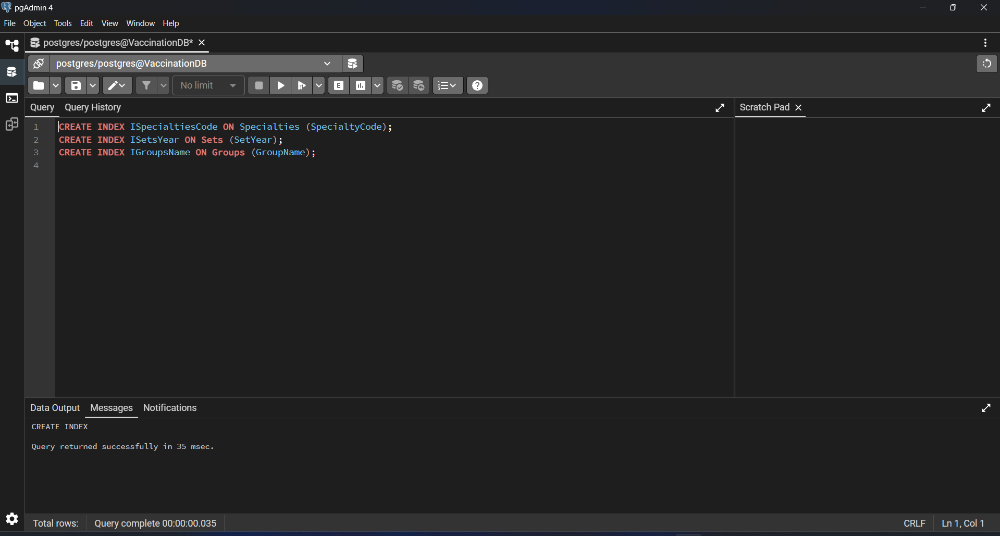 pgAdmin 4
File Object Tools Edit View Window Help
postgres/postgres@VaccinationDB*
postgres/postgres@VaccinationDB
No limit
E
Query Query History
Scratch Pad
1 CREATE INDEX ISpecialtiesCode ON Specialties (SpecialtyCode);
2 CREATE INDEX ISetsYear ON Sets (SetYear);
3 CREATE INDEX IGroupsName ON Groups (GroupName);
4
Data Output Messages Notifications
CREATE INDEX
Query returned successfully in 35 msec.
Total rows: Query complete 00:00:00.035 CRLF Ln 1, Col 1